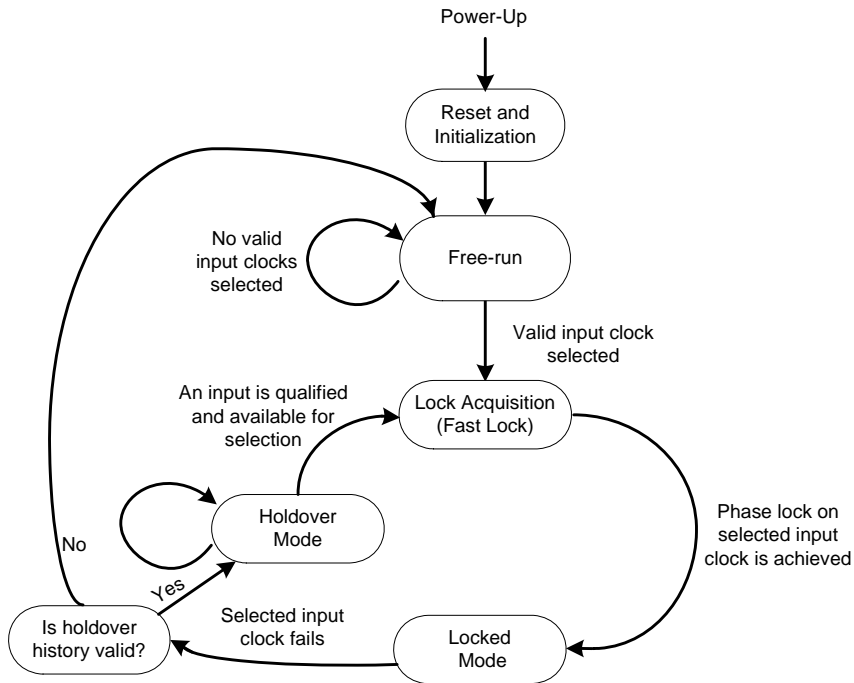 Power-Up
Reset and
Initialization
No valid
input clocks
selected
Free-run
Valid input clock
selected
An input is qualified
and available for
selection
Lock Acquisition
(Fast Lock)
Holdover
Mode
Phase lock on
selected input
clock is achieved
No
Yes
Is holdover
history valid?
Selected input
clock fails
Locked
Mode